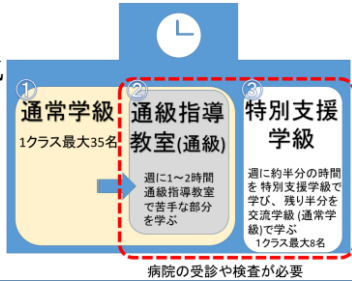 ①
通常学級
1クラス最大35名
②
通級指導
教室(通級)
週に1~2時間
通級指導教室
で苦手な部分
を学ぶ
③
特別支援
学級
週に約半分の時間
を 特別支援学級で
学び、残り半分を
交流学級 (通常学
級)で学ぶ
1クラス最大8名
病院の受診や検査が必要